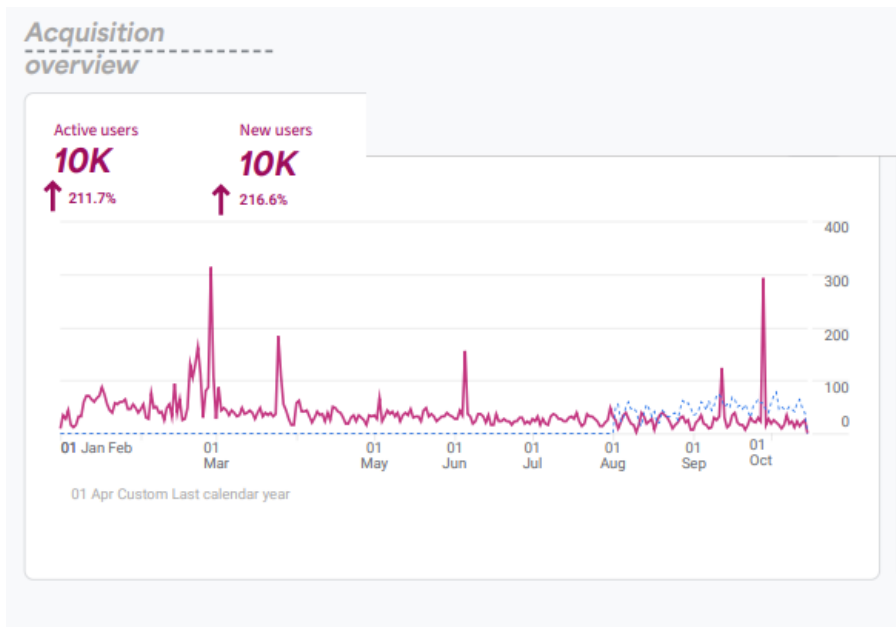 Acquisition
overview
Active users New users
10K 10K
211.7% 216.6%
400
300
200
100
0
01 Jan Feb 01 Mar 01 May 01 Jun 01 Jul 01 Aug 01 Sep 01 Oct
01 Apr Custom Last calendar year